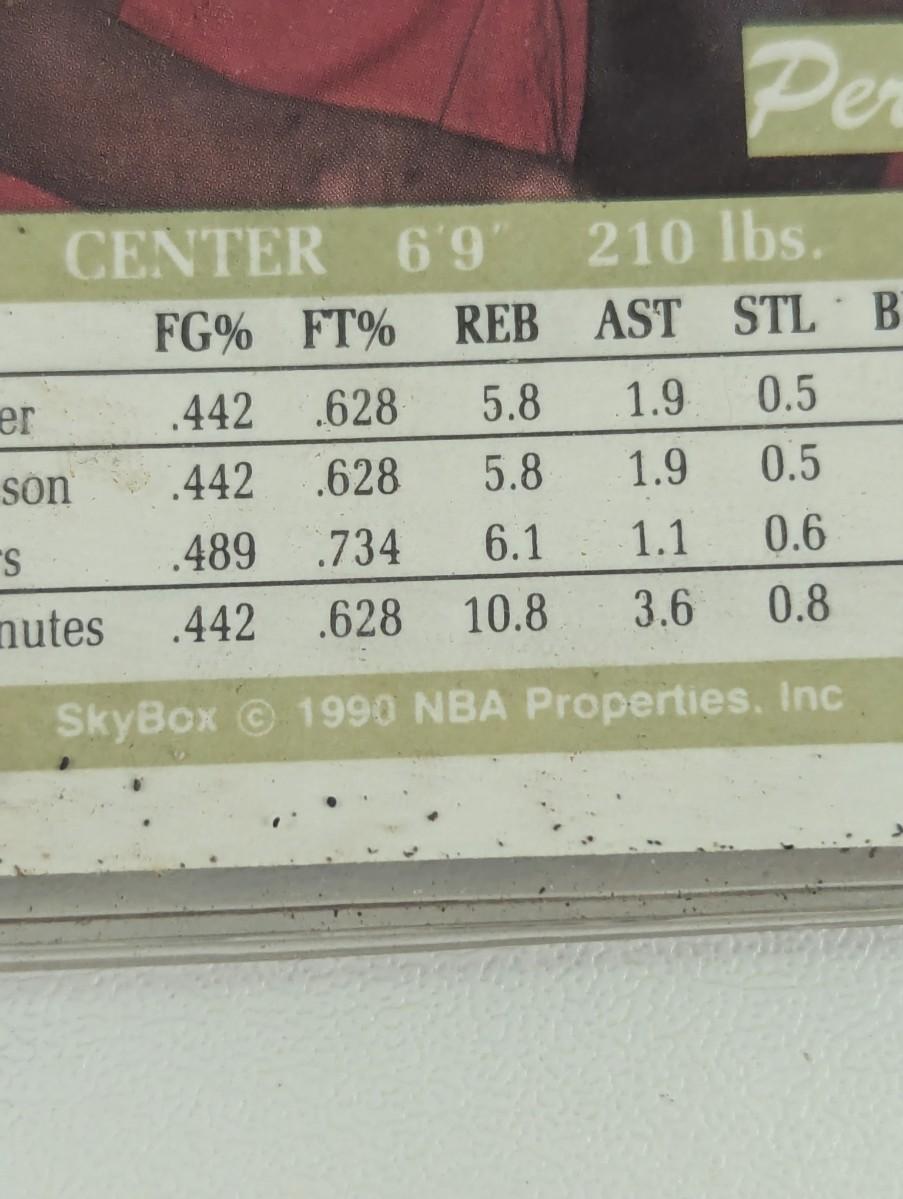 Per
CENTER 6'9" 210 lbs.
FG% FT% REB AST STL B
er .442 .628 5.8 1.9 0.5
son .442 .628 5.8 1.9 0.5
s .489 .734 6.1 1.1 0.6
nutes .442 .628 10.8 3.6 0.8
SkyBox © 1990 NBA Properties, Inc